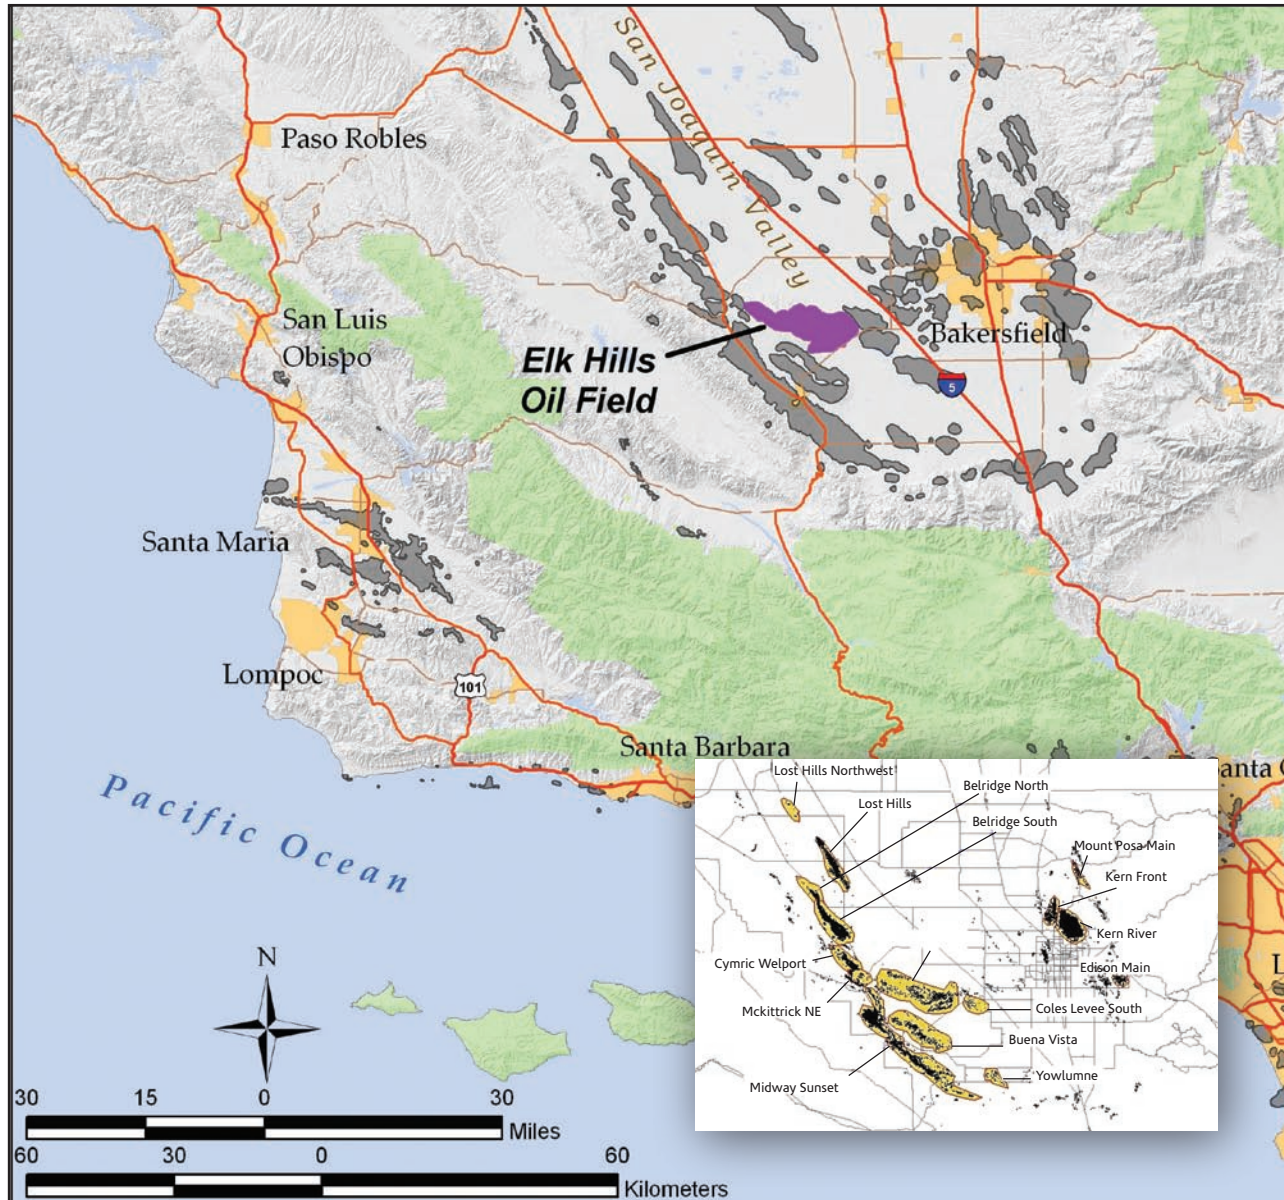 San Joaquin Valley
Paso Robles
San Luis
Obispo
Elk Hills
Oil Field
Bakersfield
5
Santa Maria
Lompoc
101
Santa Barbara
Santa
Pacific Ocean
Lost Hills Northwest
Belridge North
Lost Hills
Belridge South
Mount Posa Main
Kern Front
Kern River
Cymric Welport
Edison Main
Mckittrick NE
Coles Levee South
Buena Vista
Yowlumne
Midway Sunset
N
30 15 0 30
Miles
60 30 0 60
Kilometers